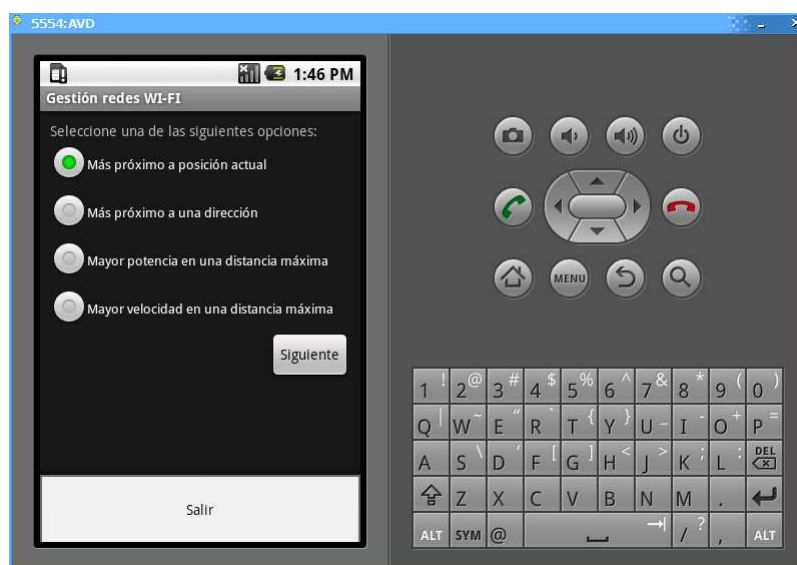 5554:AVD
1:46 PM
Gestión redes WI-FI
Seleccione una de las siguientes opciones:
Más próximo a posición actual
Más próximo a una dirección
Mayor potencia en una distancia máxima
Mayor velocidad en una distancia máxima
Siguiente
Salir
MENU
1 ! 2 @ 3 # 4 $ 5 % 6 ^ 7 & 8 * 9 ( 0 )
Q | W ~ E " R ` T { Y } U _ I - O + P =
A S \ D ' F [ G ] H < J > K ; L : DEL
Z X C V B N M .
ALT SYM @ / ? , ALT